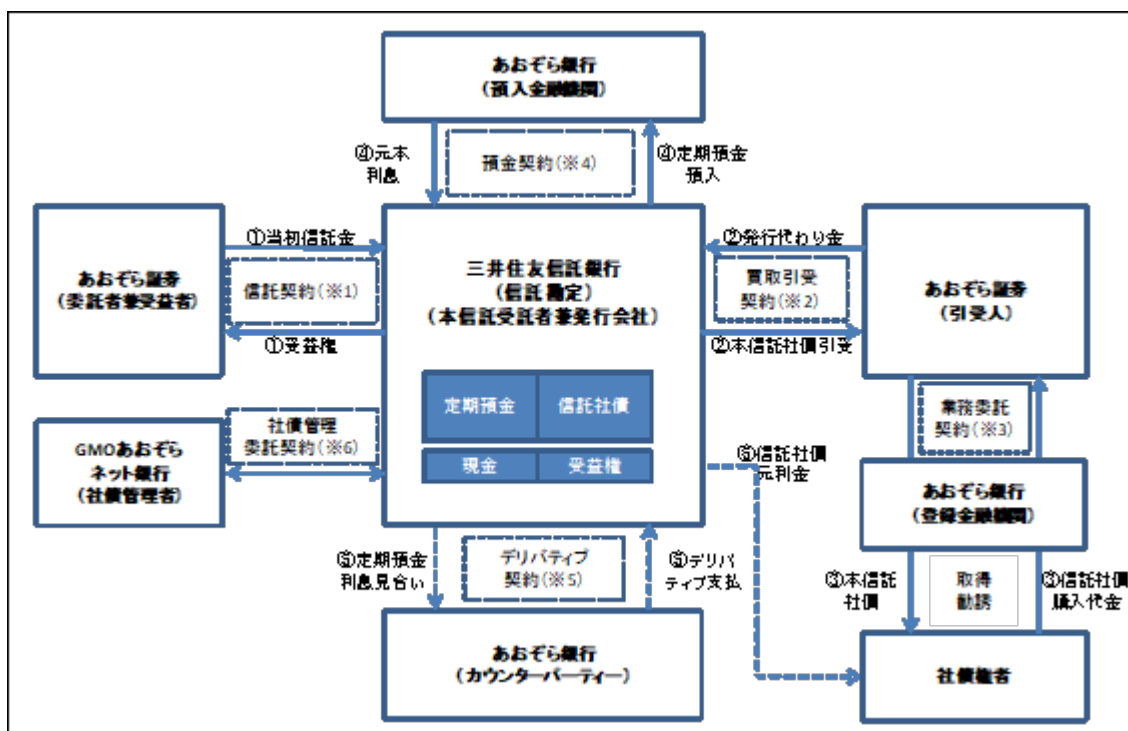 あおぞら銀行
（預入金融機関）
④元本
利息
預金契約(※4)
④定期預金
預入
あおぞら証券
（委託者兼受益者）
①当初信託金
信託契約(※1)
①受益権
三井住友信託銀行
（信託勘定）
（本信託受託者兼発行会社）
②発行代わり金
買取引受
契約(※2)
②本信託社債引受
あおぞら証券
（引受人）
定期預金
信託社債
現金
受益権
GMOあおぞら
ネット銀行
（社債管理者）
社債管理
委託契約(※6)
⑥信託社債
元利金
業務委託
契約(※3)
あおぞら銀行
（登録金融機関）
⑤定期預金
利息見合い
デリバティブ
契約(※5)
⑤デリバ
ティブ支払
③本信託
社債
取得
勧誘
③信託社債
購入代金
あおぞら銀行
（カウンターパーティー）
社債権者